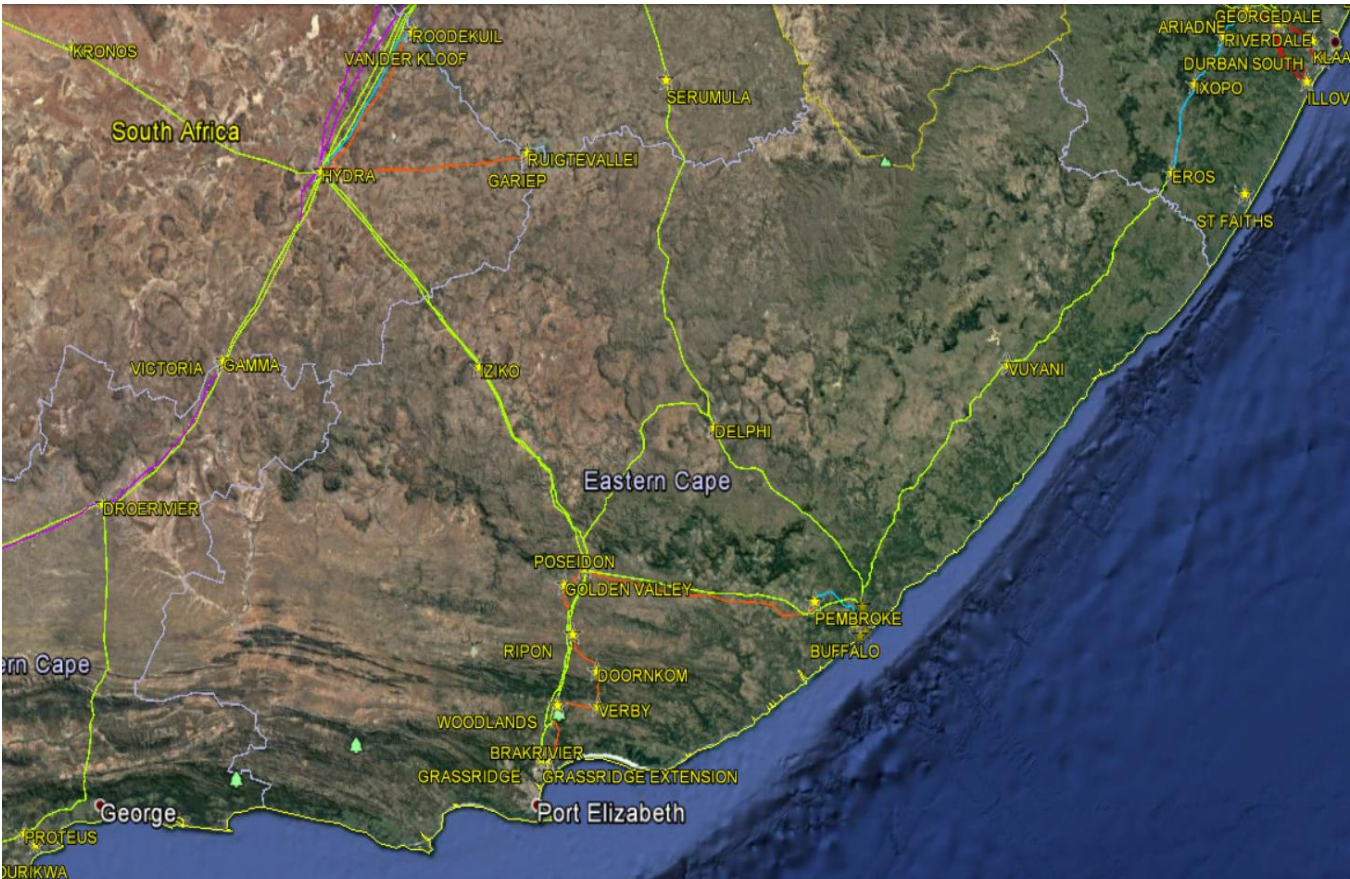 GEORGEDALE
ARIADNE
ROODEKUIL
RIVERDALE
KRONOS
VAN DER KLOOF
KLAA
DURBAN SOUTH
IXOPO
SERUMULA
ILLOV
South Africa
RUIGTEVALLEI
HYDRA
GARIEP
EROS
ST FAITHS
VICTORIA
GAMMA
IZIKO
VUYANI
DELPHI
Eastern Cape
DROERIVIER
POSEIDON
GOLDEN VALLEY
PEMBROKE
RIPON
BUFFALO
ern Cape
DOORNKOM
VERBY
WOODLANDS
BRAKRIVIER
GRASSRIDGE
GRASSRIDGE EXTENSION
George
Port Elizabeth
PROTEUS
OURIKWA